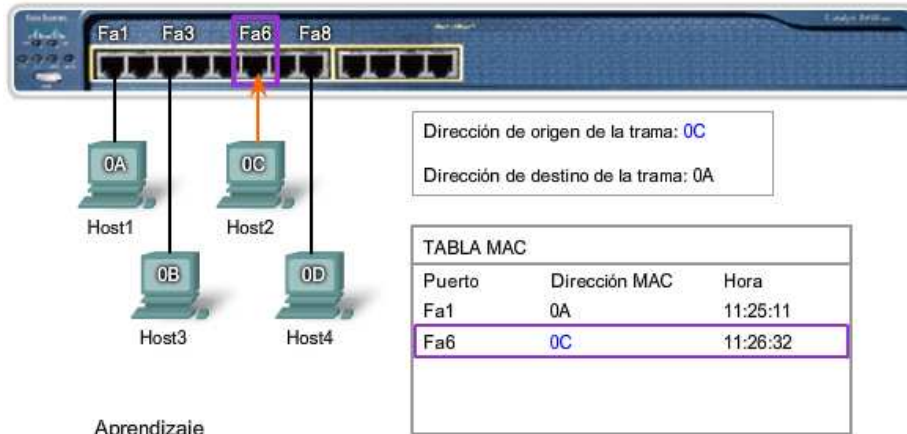 Fa1 Fa3 Fa6 Fa8
Dirección de origen de la trama: 0C
Dirección de destino de la trama: 0A
0A
0C
Host1
Host2
0B
0D
Host3
Host4
TABLA MAC
Puerto Dirección MAC Hora
Fa1 0A 11:25:11
Fa6 0C 11:26:32
Aprendizaje